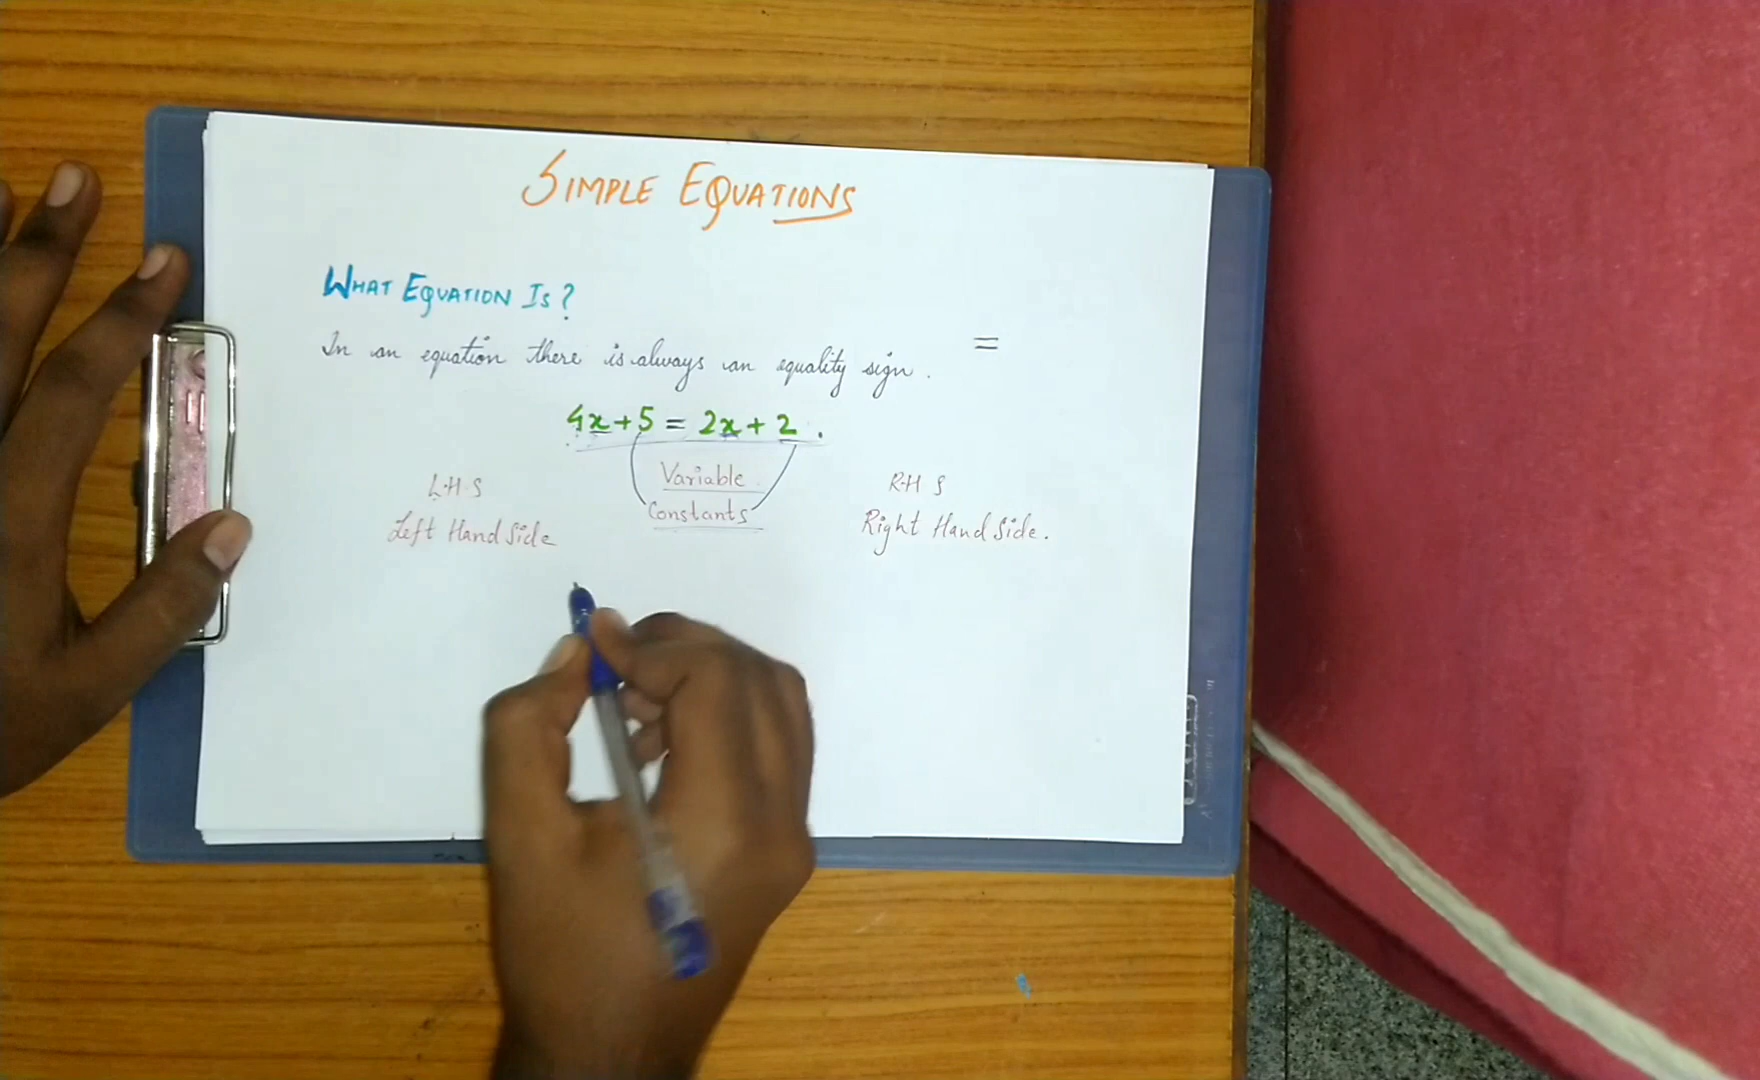 SIMPLE EQUATIONS
WHAT EQUATION IS?
In an equation there is always an equality sign. =
4x+5 = 2x+2.
L.H.S Variable R.H S
Left Hand Side Constants Right Hand Side.